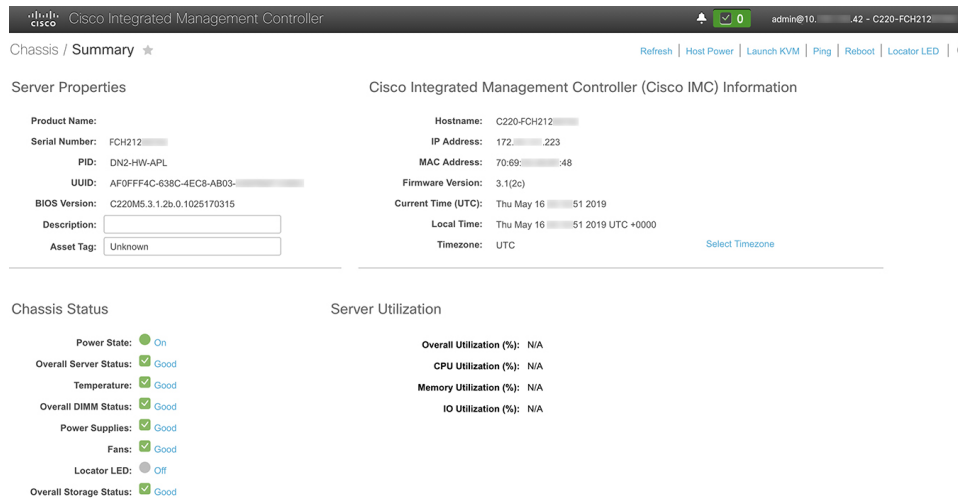 cisco Cisco Integrated Management Controller 0 admin@10. .42 - C220-FCH212
Chassis / Summary Refresh | Host Power | Launch KVM | Ping | Reboot | Locator LED |
Server Properties
Product Name:
Serial Number: FCH212
PID: DN2-HW-APL
UUID: AF0FFF4C-638C-4EC8-AB03-
BIOS Version: C220M5.3.1.2b.0.1025170315
Description:
Asset Tag: Unknown
Cisco Integrated Management Controller (Cisco IMC) Information
Hostname: C220-FCH212
IP Address: 172. .223
MAC Address: 70:69: :48
Firmware Version: 3.1(2c)
Current Time (UTC): Thu May 16 51 2019
Local Time: Thu May 16 51 2019 UTC +0000
Timezone: UTC Select Timezone
Chassis Status
Power State: On
Overall Server Status: Good
Temperature: Good
Overall DIMM Status: Good
Power Supplies: Good
Fans: Good
Locator LED: Off
Overall Storage Status: Good
Server Utilization
Overall Utilization (%): N/A
CPU Utilization (%): N/A
Memory Utilization (%): N/A
IO Utilization (%): N/A